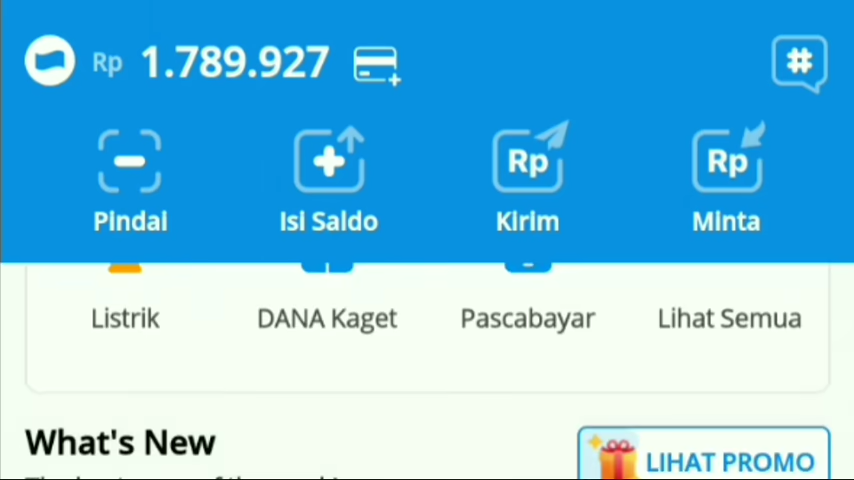 Rp 1.789.927
#
Pindai Isi Saldo Rp Kirim Rp Minta
Listrik DANA Kaget Pascabayar Lihat Semua
What's New
LIHAT PROMO